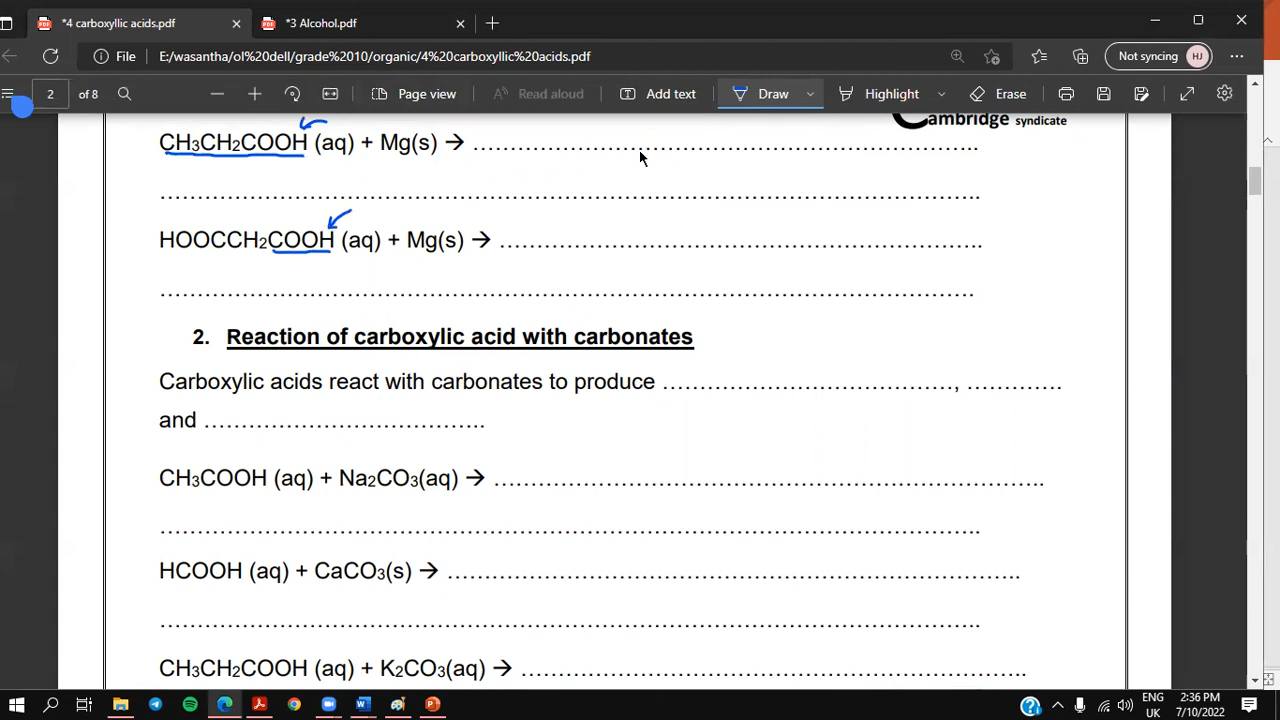 *4 carboxyllic acids.pdf
*3 Alcohol.pdf
File E:/wasantha/ol%20dell/grade%2010/organic/4%20carboxyllic%20acids.pdf Not syncing HJ
2 of 8 Page view Read aloud Add text Draw Highlight Erase
Cambridge syndicate
CH₃CH₂COOH (aq) + Mg(s) → ……………………………………………………..
……………………………………………………………………………..
HOOCCH₂COOH (aq) + Mg(s) → …………………………………………………..
…………………………………………………………………………….
2. Reaction of carboxylic acid with carbonates
Carboxylic acids react with carbonates to produce …………………………….., ………….
and …………………………..
CH₃COOH (aq) + Na₂CO₃(aq) → …………………………………………………………..
……………………………………………………………………………..
HCOOH (aq) + CaCO₃(s) → …………………………………………………………….
……………………………………………………………………………..
CH₃CH₂COOH (aq) + K₂CO₃(aq) → …………………………………………………….
ENG
UK
2:36 PM
7/10/2022